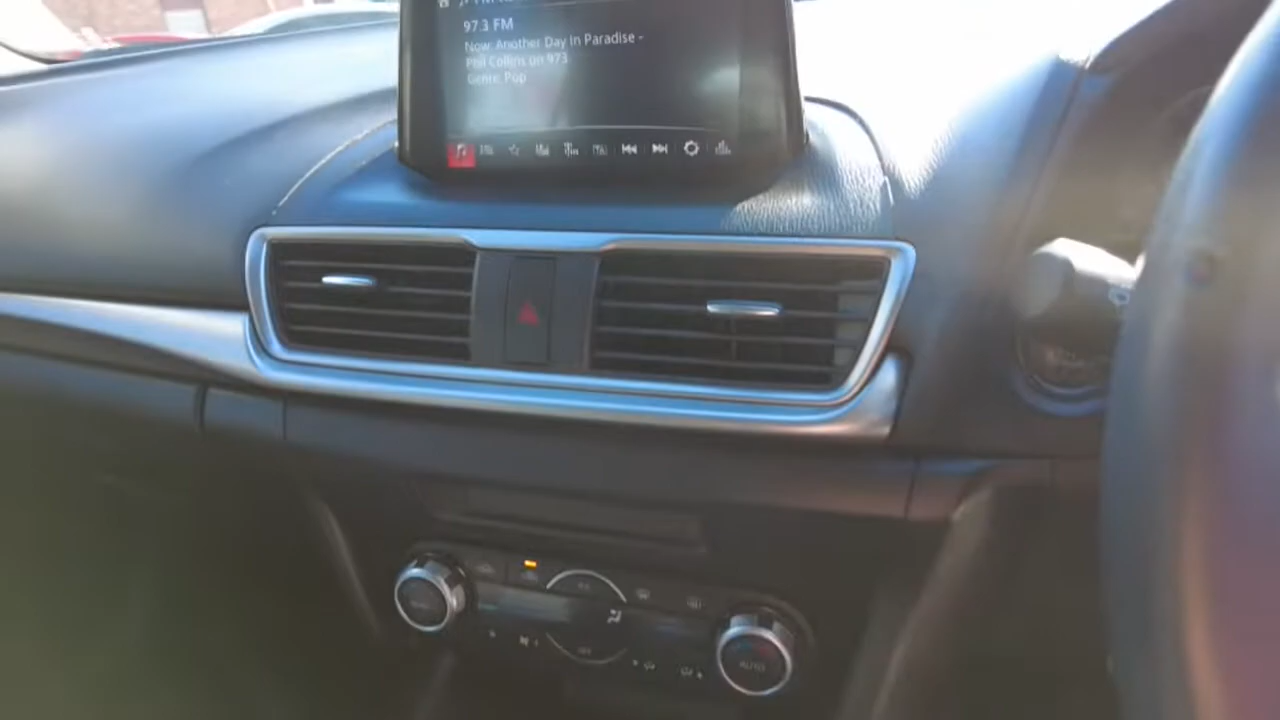 97.3 FM
Now: Another Day In Paradise -
Phil Collins on 973
Genre: Pop
AUTO